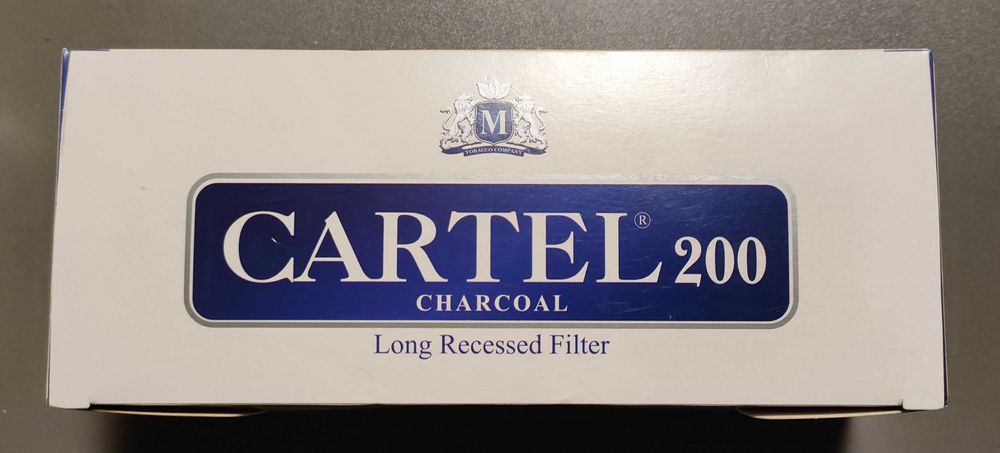 M
TOBACCO COMPANY
CARTEL® 200
CHARCOAL
Long Recessed Filter